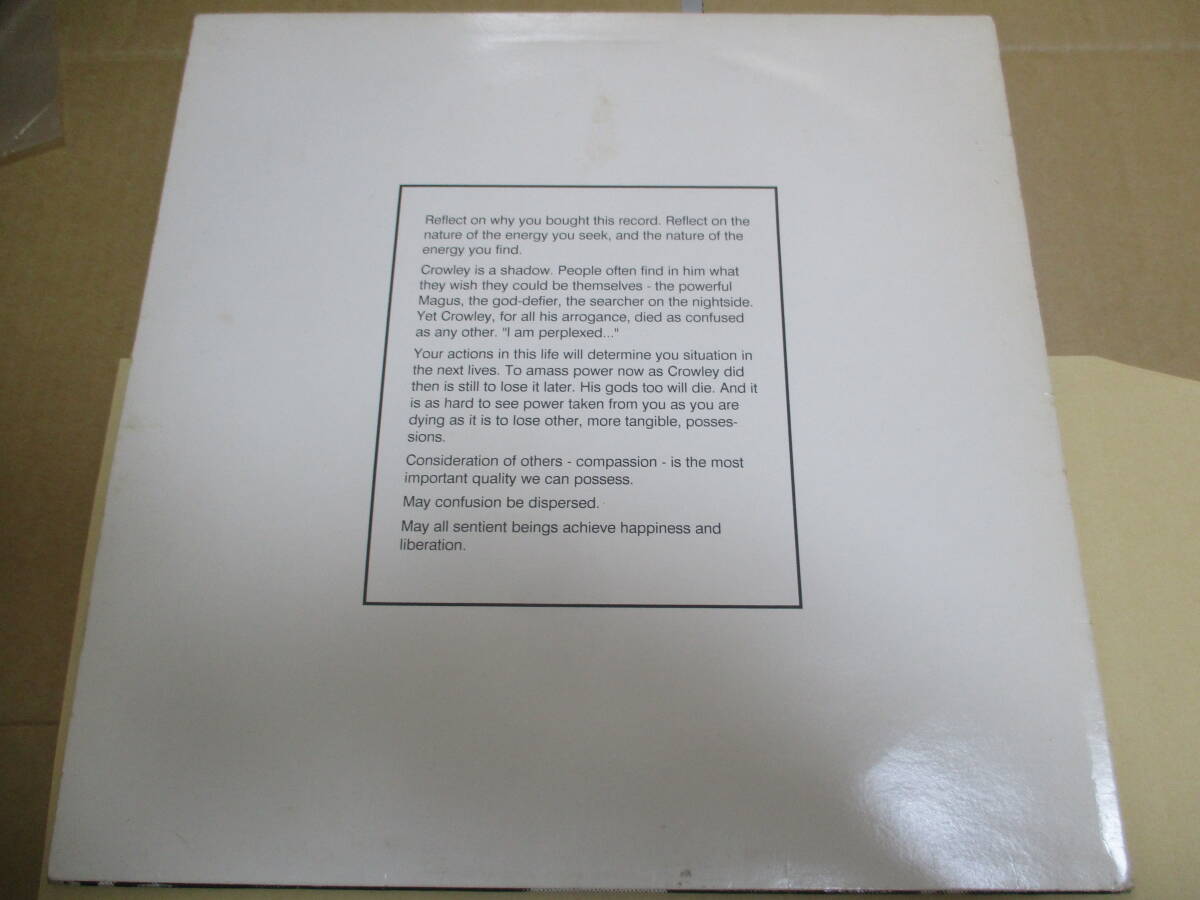 Reflect on why you bought this record. Reflect on the
nature of the energy you seek, and the nature of the
energy you find.
Crowley is a shadow. People often find in him what
they wish they could be themselves - the powerful
Magus, the god-defier, the searcher on the nightside.
Yet Crowley, for all his arrogance, died as confused
as any other. "I am perplexed..."
Your actions in this life will determine you situation in
the next lives. To amass power now as Crowley did
then is still to lose it later. His gods too will die. And it
is as hard to see power taken from you as you are
dying as it is to lose other, more tangible, posses-
sions.
Consideration of others - compassion - is the most
important quality we can possess.
May confusion be dispersed.
May all sentient beings achieve happiness and
liberation.